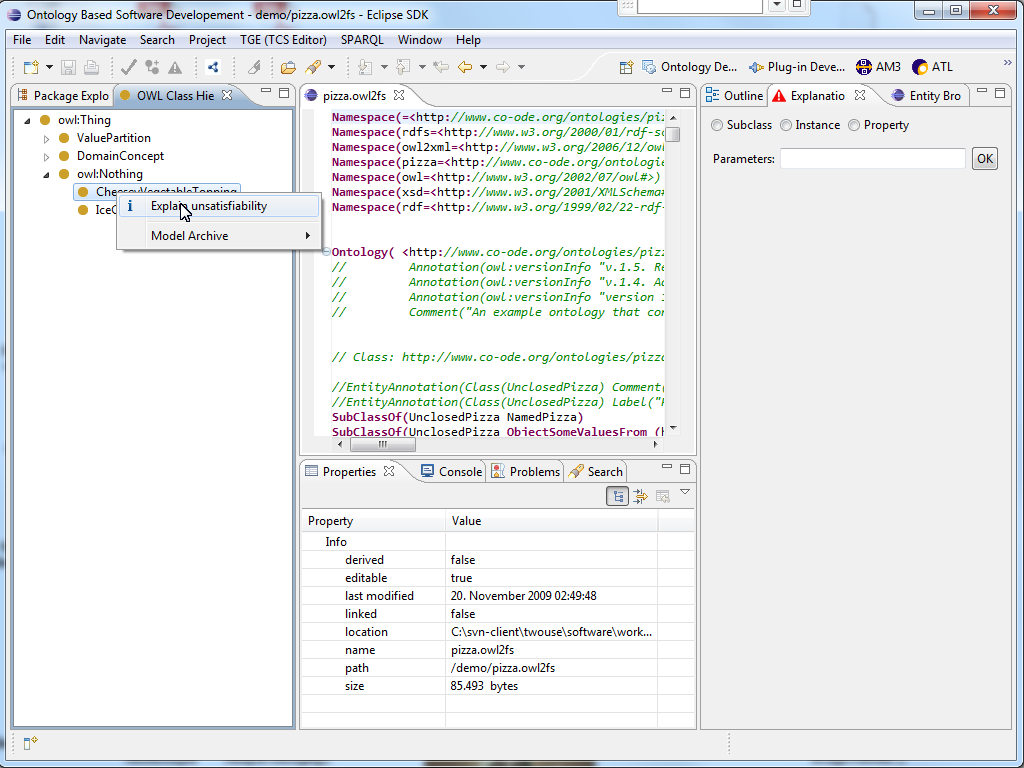 Ontology Based Software Developement - demo/pizza.owl2fs - Eclipse SDK
File Edit Navigate Search Project TGE (TCS Editor) SPARQL Window Help
Ontology De... Plug-in Deve... AM3 ATL
Package Explo OWL Class Hie
owl:Thing
ValuePartition
DomainConcept
owl:Nothing
CheesyVegetableTopping
Explain unsatisfiability
Model Archive
pizza.owl2fs
Namespace(=<http://www.co-ode.org/ontologies/piz
Namespace(rdfs=<http://www.w3.org/2000/01/rdf-sc
Namespace(owl2xml=<http://www.w3.org/2006/12/owl
Namespace(pizza=<http://www.co-ode.org/ontologie
Namespace(owl=<http://www.w3.org/2002/07/owl#>)
Namespace(xsd=<http://www.w3.org/2001/XMLSchema#
Namespace(rdf=<http://www.w3.org/1999/02/22-rdf-
Ontology( <http://www.co-ode.org/ontologies/piz
// Annotation(owl:versionInfo "v.1.5. Re
// Annotation(owl:versionInfo "v.1.4. Ad
// Annotation(owl:versionInfo "version 1
// Comment("An example ontology that con
// Class: http://www.co-ode.org/ontologies/pizza
//EntityAnnotation(Class(UnclosedPizza) Comment(
//EntityAnnotation(Class(UnclosedPizza) Label("P
SubClassOf(UnclosedPizza NamedPizza)
SubClassOf(UnclosedPizza ObjectSomeValuesFrom (h
Outline Explanatio Entity Bro
Subclass Instance Property
Parameters: OK
Properties Console Problems Search
Property Value
Info
derived false
editable true
last modified 20. November 2009 02:49:48
linked false
location C:\svn-client\twouse\software\work...
name pizza.owl2fs
path /demo/pizza.owl2fs
size 85.493 bytes